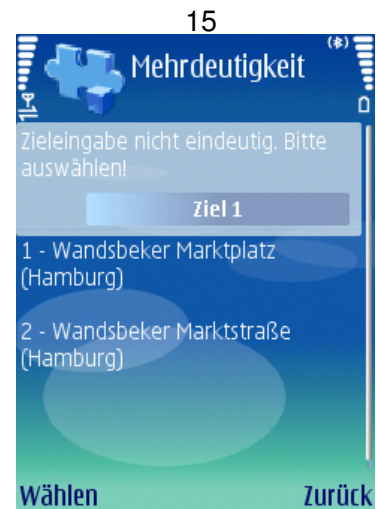 15
Mehrdeutigkeit
Zieleingabe nicht eindeutig. Bitte
auswählen!
Ziel 1
1 - Wandsbeker Marktplatz
(Hamburg)
2 - Wandsbeker Marktstraße
(Hamburg)
Wählen Zurück